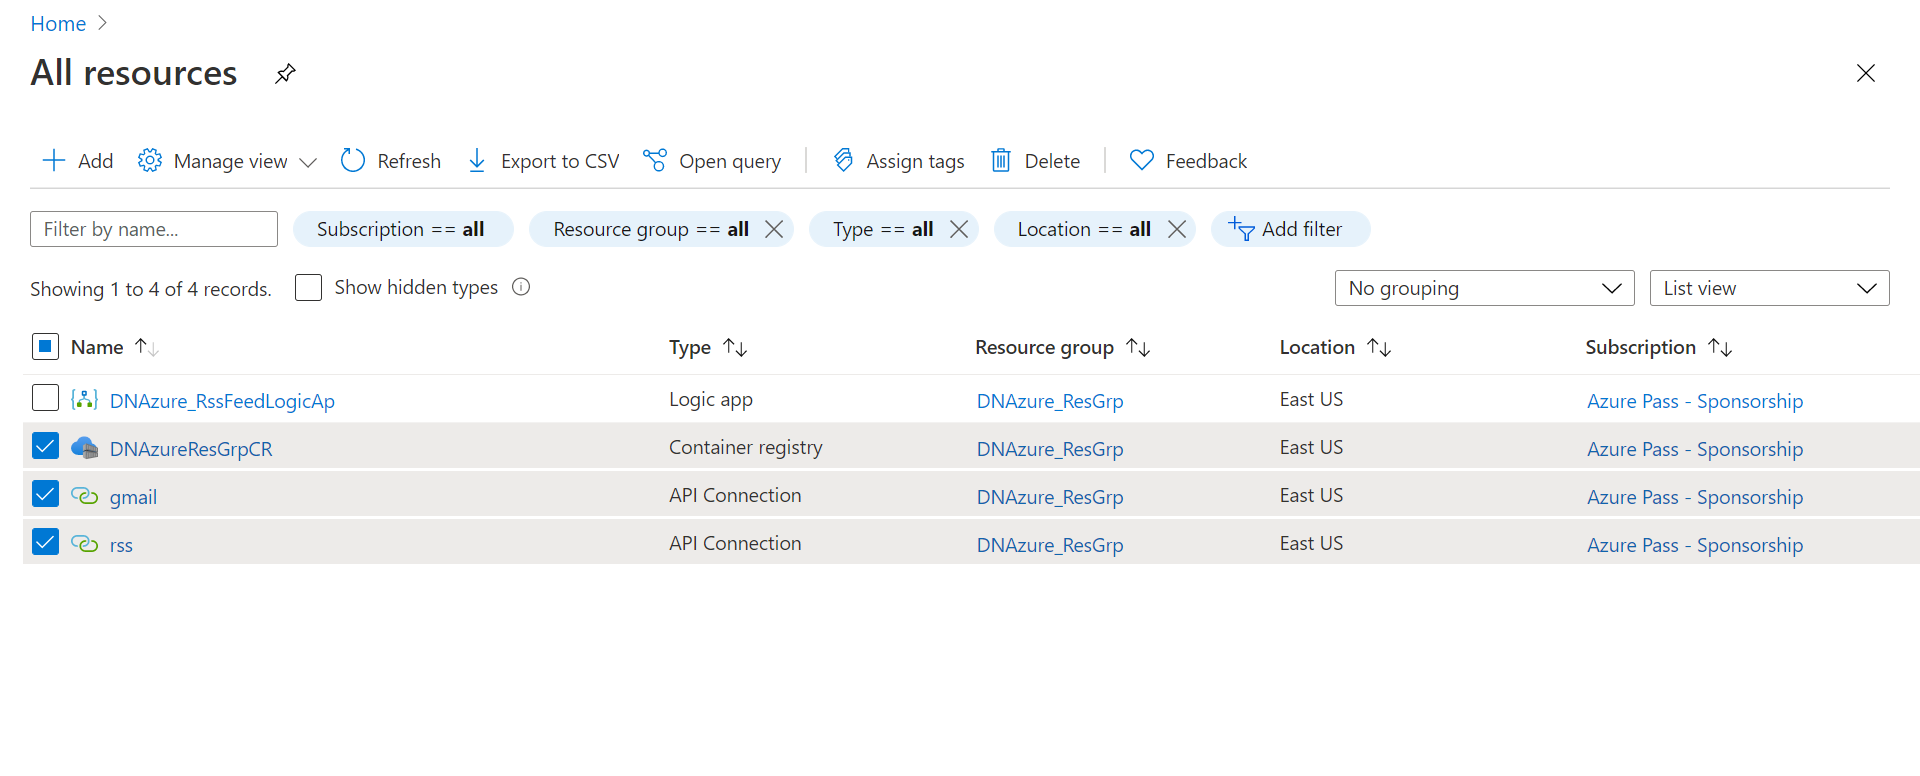 Home
All resources
Add Manage view Refresh Export to CSV Open query Assign tags Delete Feedback
Filter by name... Subscription == all Resource group == all Type == all Location == all Add filter
Showing 1 to 4 of 4 records. Show hidden types No grouping List view
Name Type Resource group Location Subscription
DNAzure_RssFeedLogicAp Logic app DNAzure_ResGrp East US Azure Pass - Sponsorship
DNAzureResGrpCR Container registry DNAzure_ResGrp East US Azure Pass - Sponsorship
gmail API Connection DNAzure_ResGrp East US Azure Pass - Sponsorship
rss API Connection DNAzure_ResGrp East US Azure Pass - Sponsorship